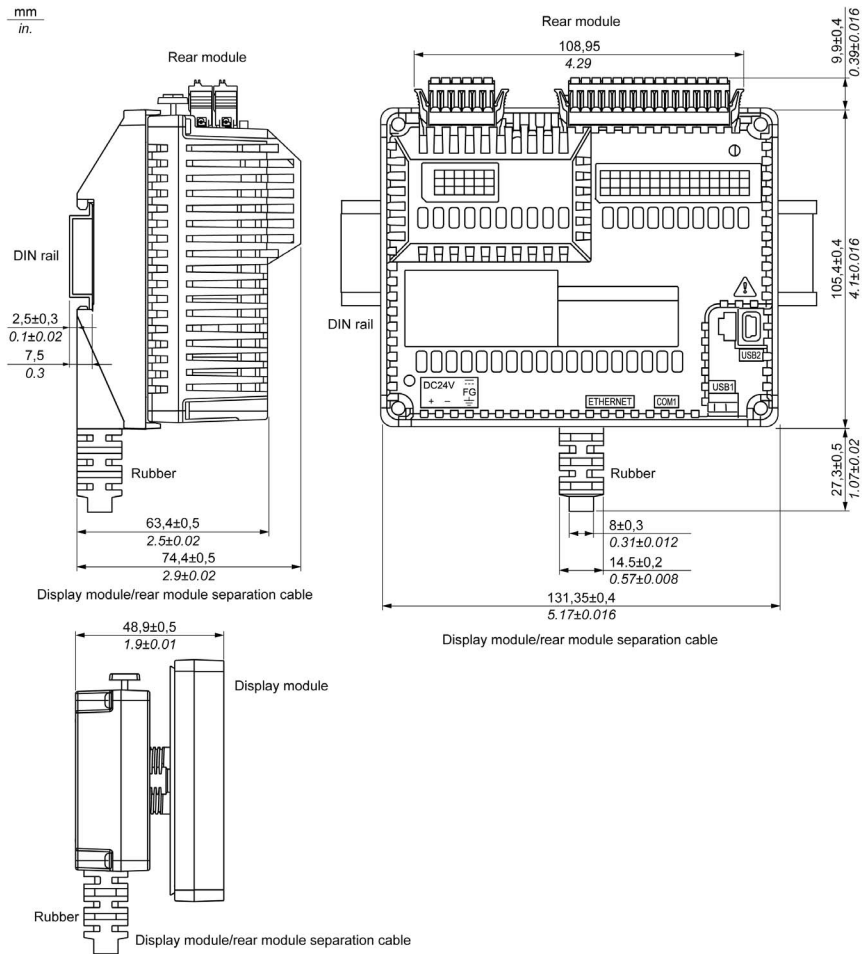 mm
in.
Rear module
108,95
4.29
9,9±0,4
0.39±0.016
Rear module
DIN rail
2,5±0,3
0.1±0.02
7,5
0.3
DIN rail
105,4±0,4
4.1±0.016
USB2
USB1
DC24V
FG
+ −
ETHERNET
COM1
Rubber
Rubber
27,3±0,5
1.07±0.02
63,4±0,5
2.5±0.02
74,4±0,5
2.9±0.02
8±0,3
0.31±0.012
14.5±0,2
0.57±0.008
Display module/rear module separation cable
131,35±0,4
5.17±0.016
Display module/rear module separation cable
48,9±0,5
1.9±0.01
Display module
Rubber
Display module/rear module separation cable